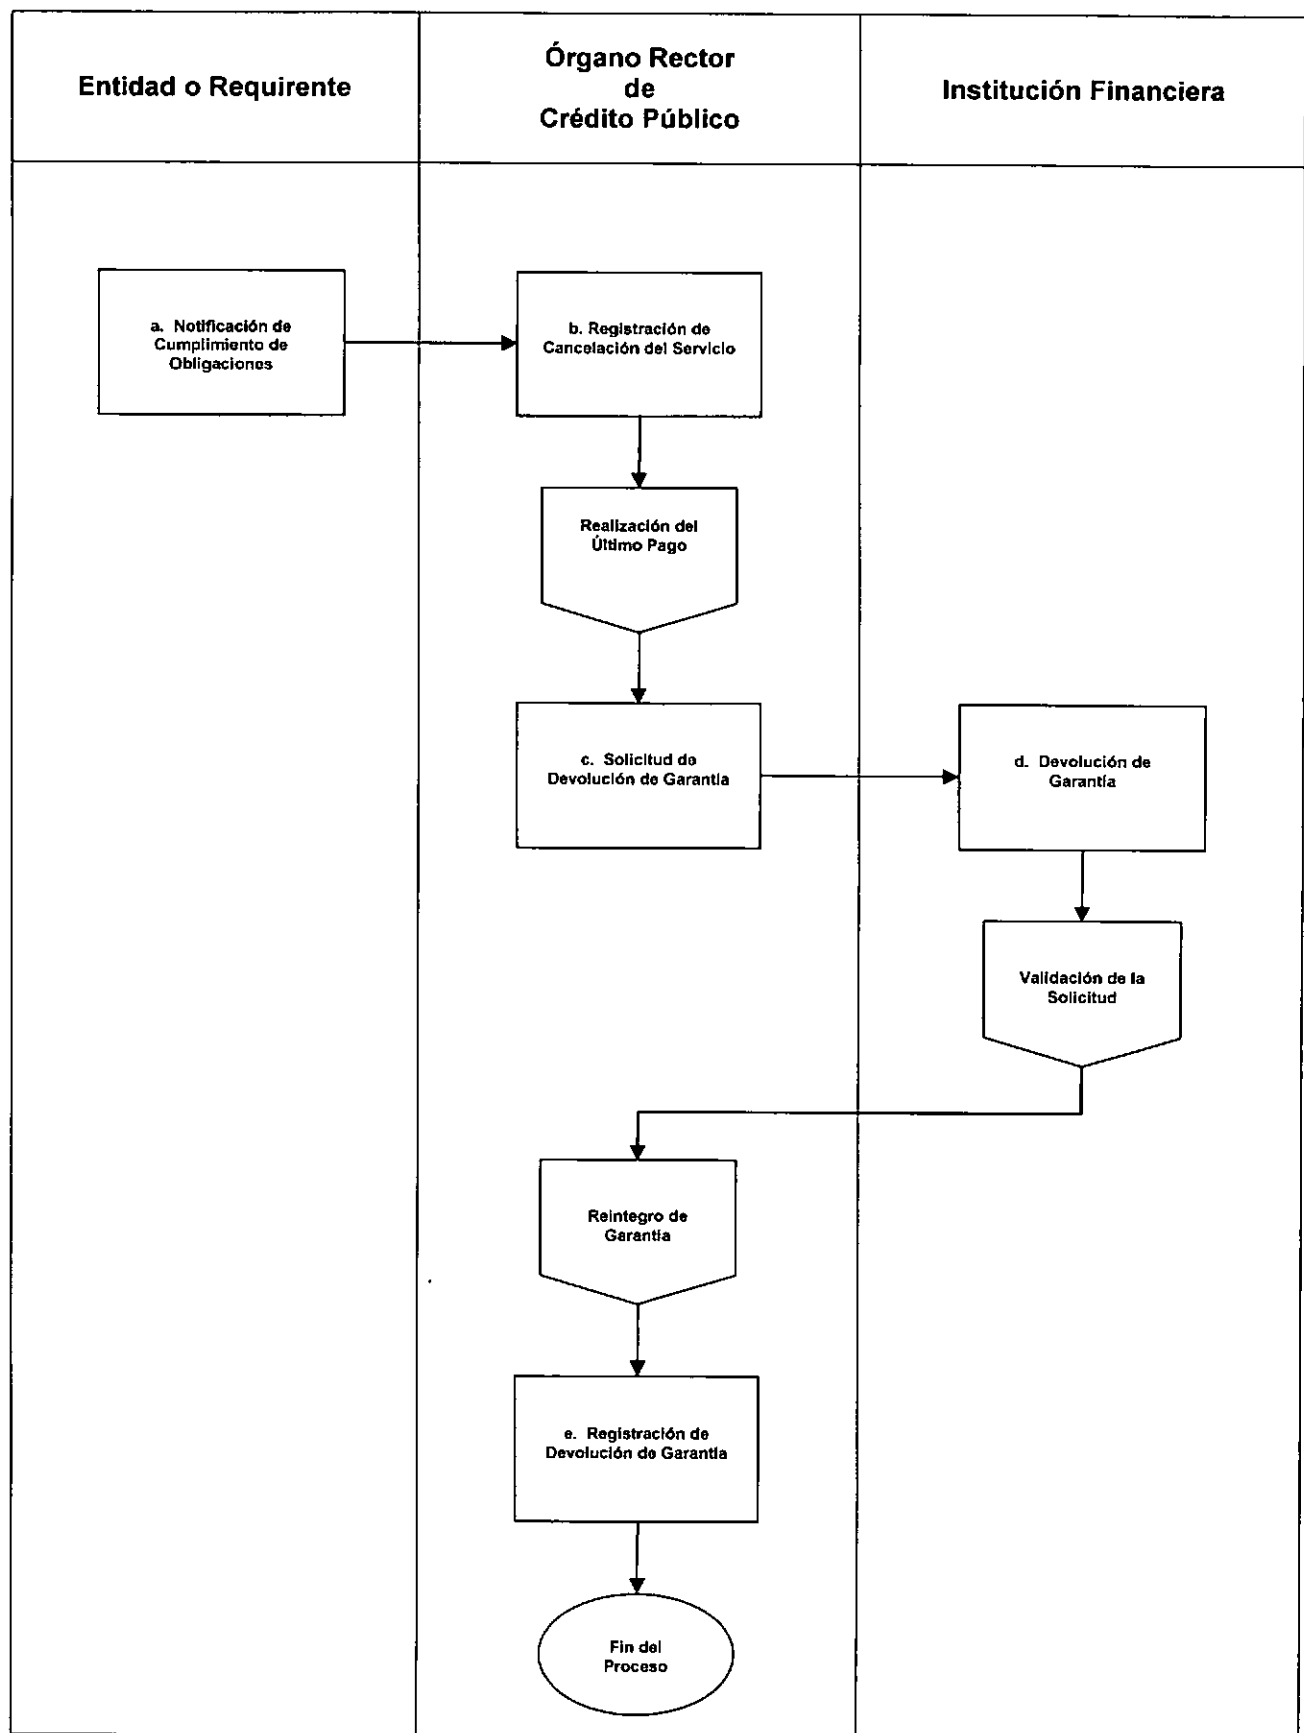 Entidad o Requirente
Órgano Rector
de
Crédito Público
Institución Financiera
a. Notificación de
Cumplimiento de
Obligaciones
b. Registración de
Cancelación del Servicio
Realización del
Último Pago
c. Solicitud de
Devolución de Garantía
d. Devolución de
Garantía
Validación de la
Solicitud
Reintegro de
Garantía
e. Registración de
Devolución de Garantía
Fin del
Proceso